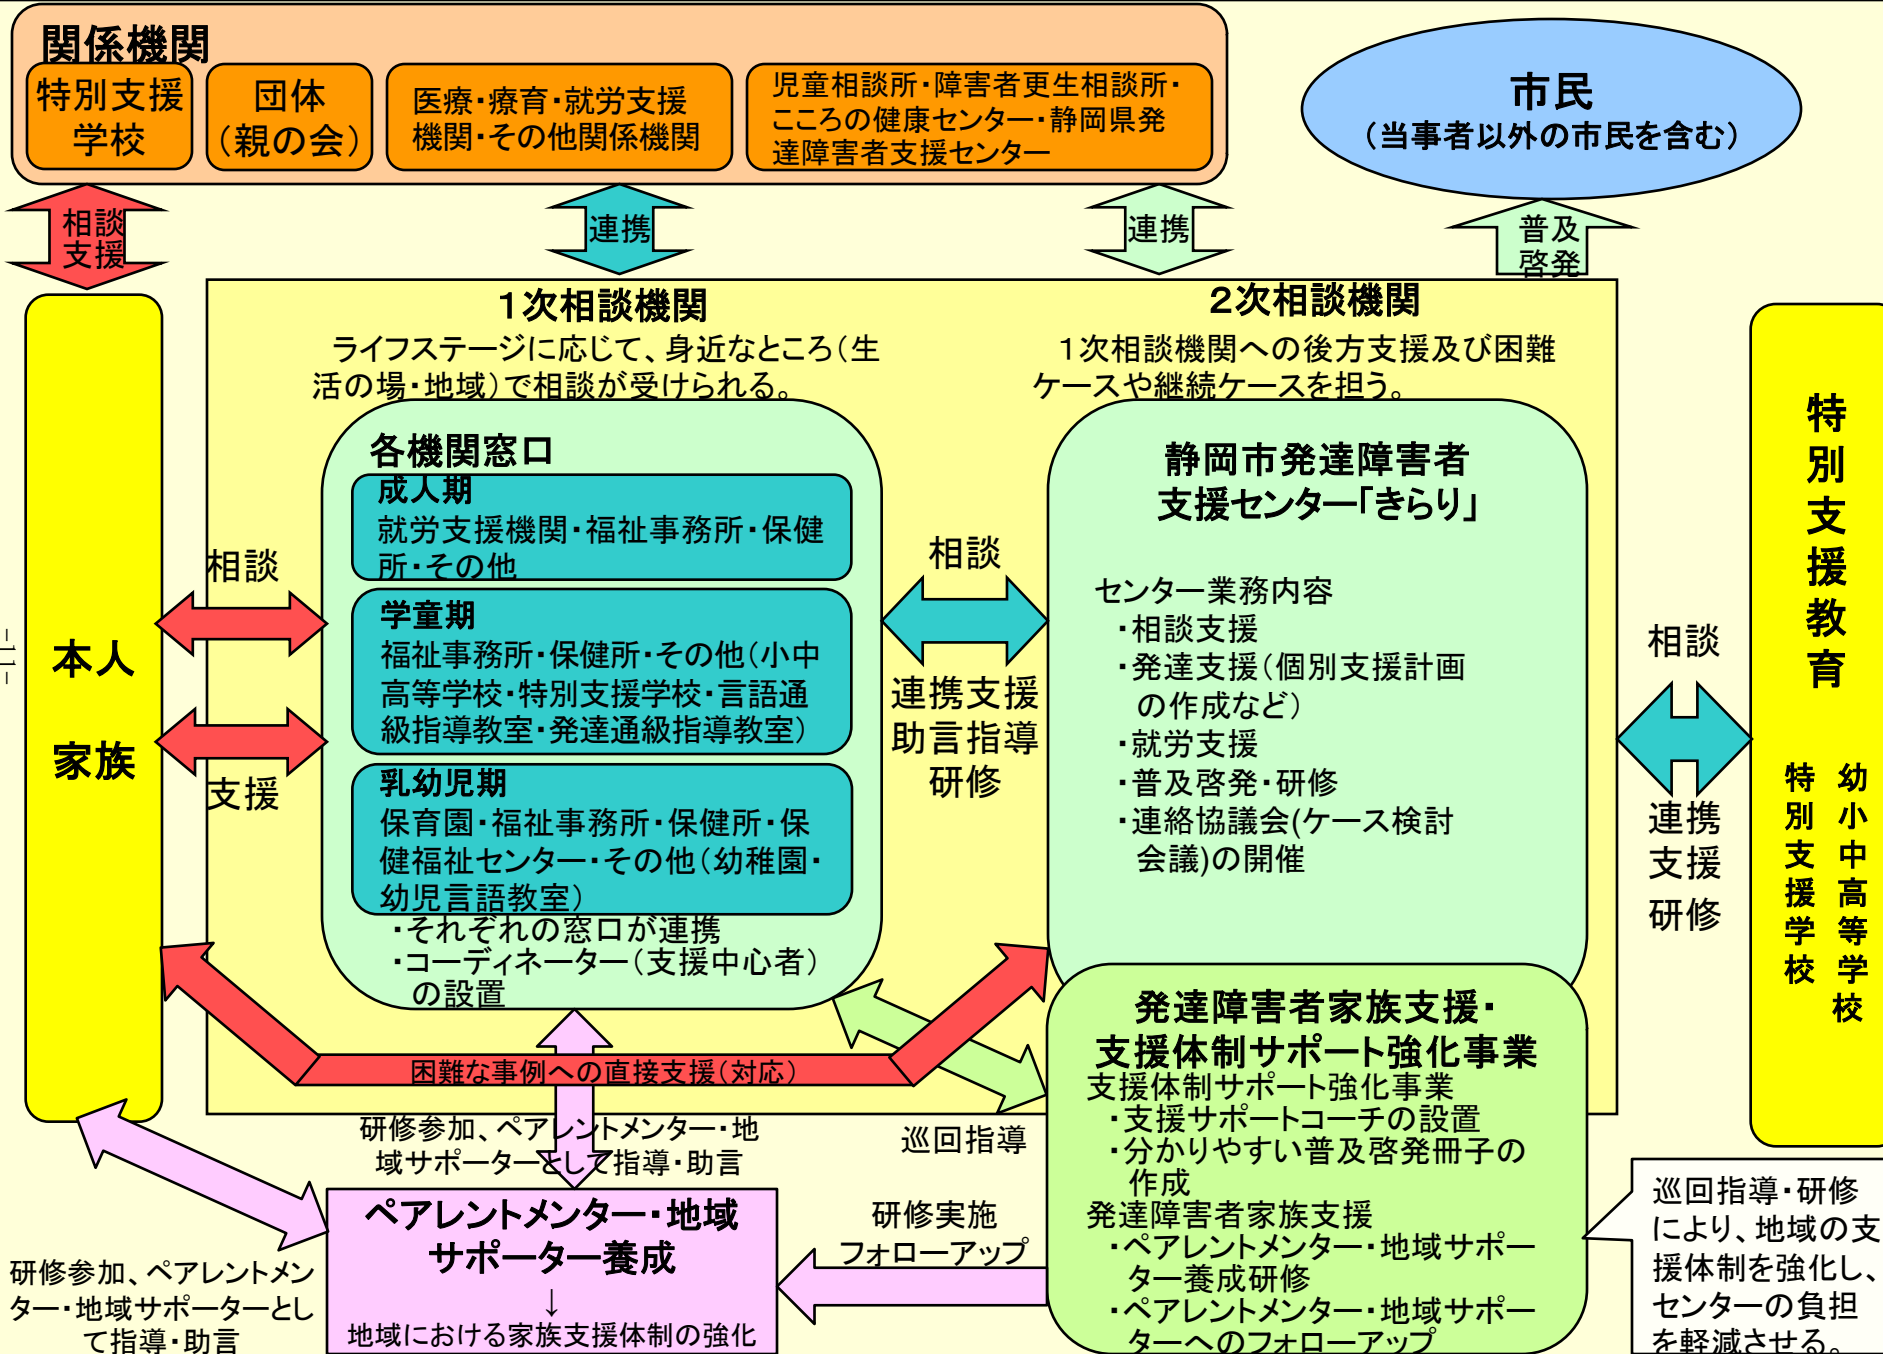 関係機関
特別支援
学校
団体
（親の会）
医療・療育・就労支援
機関・その他関係機関
児童相談所・障害者更生相談所・
こころの健康センター・静岡県発
達障害者支援センター
市民
（当事者以外の市民を含む）
相談
支援
連携
連携
普及
啓発
1次相談機関
ライフステージに応じて、身近なところ（生
活の場・地域）で相談が受けられる。
2次相談機関
1次相談機関への後方支援及び困難
ケースや継続ケースを担う。
本人
家族
相談
支援
各機関窓口
成人期
就労支援機関・福祉事務所・保健
所・その他
学童期
福祉事務所・保健所・その他（小中
高等学校・特別支援学校・言語通
級指導教室・発達通級指導教室）
乳幼児期
保育園・福祉事務所・保健所・保
健福祉センター・その他（幼稚園・
幼児言語教室）
・それぞれの窓口が連携
・コーディネーター（支援中心者）
の設置
相談
連携支援
助言指導
研修
静岡市発達障害者
支援センター「きらり」
センター業務内容
・相談支援
・発達支援（個別支援計画
の作成など）
・就労支援
・普及啓発・研修
・連絡協議会(ケース検討
会議)の開催
相談
連携
支援
研修
特別支援教育
幼小中高等学校
特別支援学校
困難な事例への直接支援（対応）
研修参加、ペアレントメンター・地
域サポーターとして指導・助言
巡回指導
発達障害者家族支援・
支援体制サポート強化事業
支援体制サポート強化事業
・支援サポートコーチの設置
・分かりやすい普及啓発冊子の
作成
発達障害者家族支援
・ペアレントメンター・地域サポー
ター養成研修
・ペアレントメンター・地域サポー
ターへのフォローアップ
ペアレントメンター・地域
サポーター養成
↓
地域における家族支援体制の強化
研修実施
フォローアップ
研修参加、ペアレントメン
ター・地域サポーターとし
て指導・助言
巡回指導・研修
により、地域の支
援体制を強化し、
センターの負担
を軽減させる。
-11-